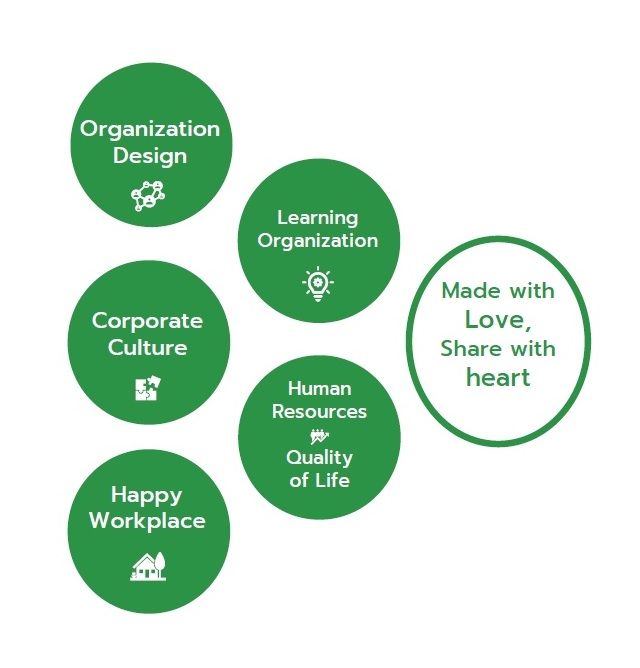 Organization
Design
Learning
Organization
Corporate
Culture
Human
Resources
Quality
of Life
Happy
Workplace
Made with
Love,
Share with
heart